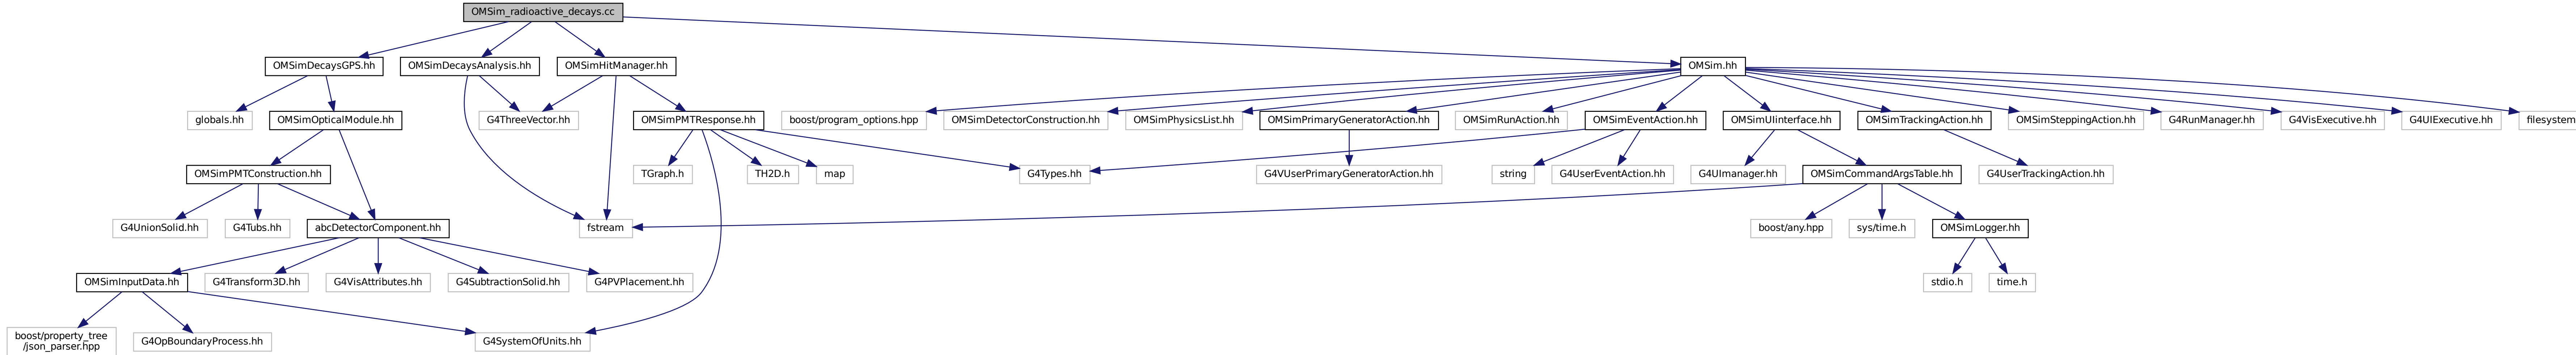 OMSim_radioactive_decays.cc
OMSimDecaysGPS.hh
OMSimDecaysAnalysis.hh
OMSimHitManager.hh
OMSim.hh
globals.hh
OMSimOpticalModule.hh
G4ThreeVector.hh
OMSimPMTResponse.hh
boost/program_options.hpp
OMSimDetectorConstruction.hh
OMSimPhysicsList.hh
OMSimPrimaryGeneratorAction.hh
OMSimRunAction.hh
OMSimEventAction.hh
OMSimUIinterface.hh
OMSimTrackingAction.hh
OMSimSteppingAction.hh
G4RunManager.hh
G4VisExecutive.hh
G4UIExecutive.hh
filesystem
OMSimPMTConstruction.hh
TGraph.h
TH2D.h
map
G4Types.hh
G4VUserPrimaryGeneratorAction.hh
string
G4UserEventAction.hh
G4UImanager.hh
OMSimCommandArgsTable.hh
G4UserTrackingAction.hh
G4UnionSolid.hh
G4Tubs.hh
abcDetectorComponent.hh
fstream
boost/any.hpp
sys/time.h
OMSimLogger.hh
OMSimInputData.hh
G4Transform3D.hh
G4VisAttributes.hh
G4SubtractionSolid.hh
G4PVPlacement.hh
stdio.h
time.h
boost/property_tree
/json_parser.hpp
G4OpBoundaryProcess.hh
G4SystemOfUnits.hh